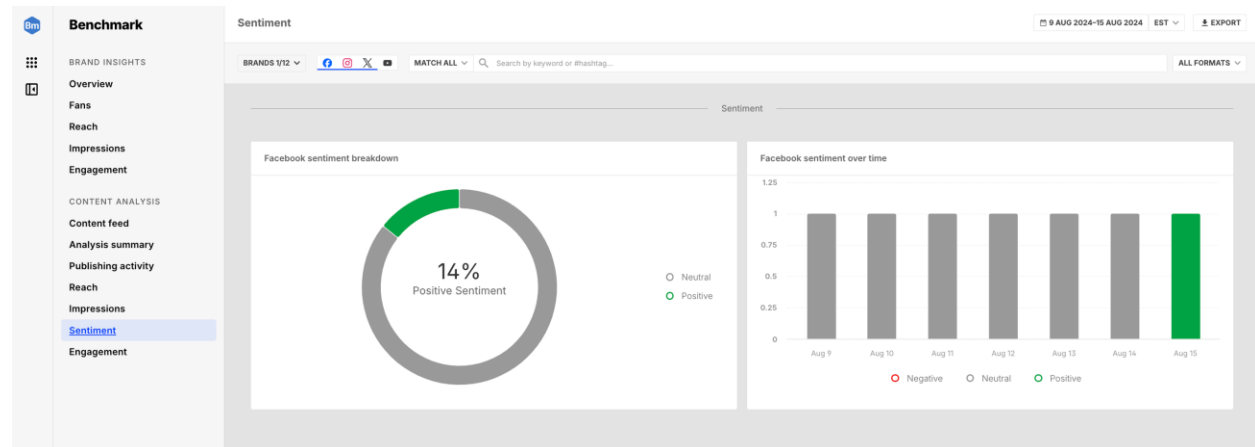 Bm
Benchmark
BRAND INSIGHTS
Overview
Fans
Reach
Impressions
Engagement
CONTENT ANALYSIS
Content feed
Analysis summary
Publishing activity
Reach
Impressions
Sentiment
Engagement
Sentiment
9 AUG 2024–15 AUG 2024 EST EXPORT
BRANDS 1/12 MATCH ALL Search by keyword or #hashtag... ALL FORMATS
Sentiment
Facebook sentiment breakdown
14%
Positive Sentiment
Neutral
Positive
Facebook sentiment over time
1.25
1
0.75
0.5
0.25
0
Aug 9 Aug 10 Aug 11 Aug 12 Aug 13 Aug 14 Aug 15
Negative Neutral Positive